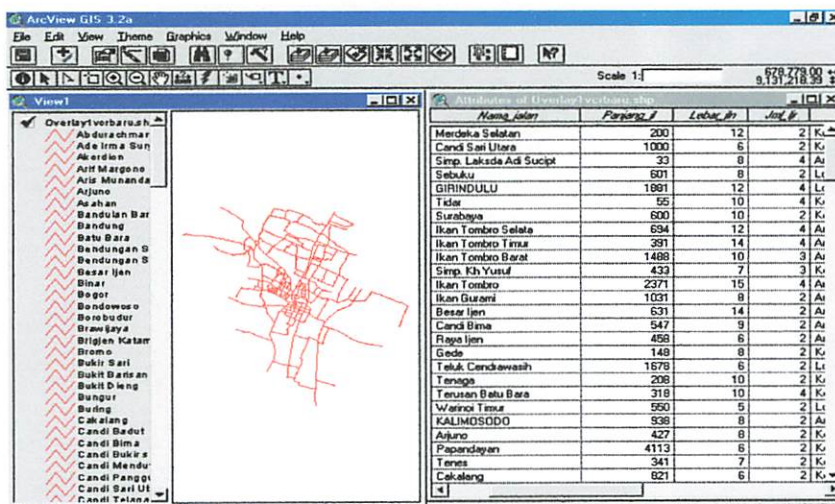 ArcView GIS 3.2a
File Edit View Theme Graphics Window Help
Scale 1:
678,779.00
9,131,218.39
View1
Overlay1vcrbaru.sh
Abdurachmar
Ade Irma Sur
Akordion
Arif Margono
Aris Munanda
Arjuno
Asahan
Bandulan Bar
Bandung
Batu Bara
Bendungan S
Bendungan S
Besar Ijen
Binar
Bogor
Bondowoso
Borobudur
Brawijaya
Brigjen Katam
Bromo
Bukir Sari
Bukit Barisan
Bukit Dieng
Bungur
Buring
Cakalang
Candi Badut
Candi Bima
Candi Bukir s
Candi Mendu
Candi Panggu
Candi Sari Ut
Candi Telaga
Attributes of Overlay1vcrbaru.shp
Nama_jalan Panjang_jl Lebar_jln Jml_ljr
Merdeka Selatan 200 12 2
Candi Sari Utara 1000 6 2
Simp. Laksda Adi Sucipt 33 8 4
Sebuku 601 8 2
GIRINDULU 1881 12 4
Tidar 55 10 4
Surabaya 600 10 2
Ikan Tombro Selata 694 12 4
Ikan Tombro Timur 391 14 4
Ikan Tombro Barat 1488 10 3
Simp. Kh Yusuf 433 7 3
Ikan Tombro 2371 15 4
Ikan Gurami 1031 8 2
Besar Ijen 631 14 2
Candi Bima 547 9 2
Raya Ijen 458 6 2
Gede 148 8 2
Teluk Cendrawasih 1678 6 2
Tenaga 208 10 2
Terusan Batu Bara 318 10 4
Warinoi Timur 550 5 2
KALIMOSODO 938 8 2
Arjuno 427 8 2
Papandayan 4113 6 2
Tenes 341 7 2
Cakalang 821 6 2